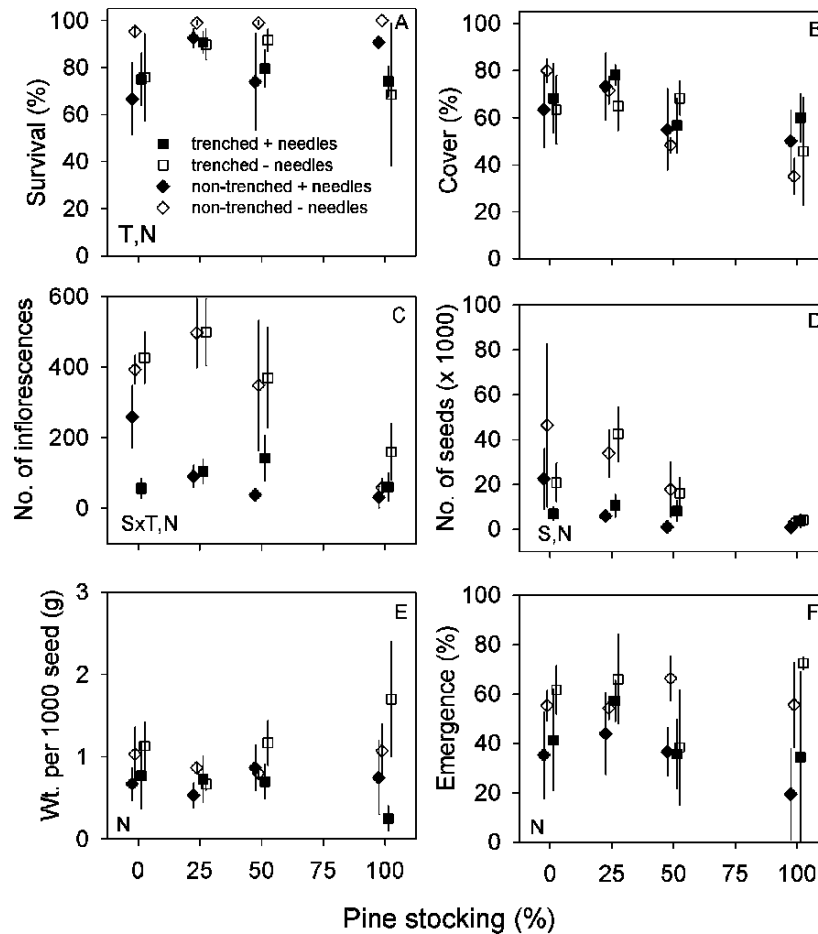 A
Survival (%)
100
80
60
80
40
60
20
80
0
trenched + needles
trenched - needles
non-trenched + needles
non-trenched - needles
T,N
B
Cover (%)
100
80
60
40
20
0
C
No. of inflorescences
600
400
200
0
SxT,N
D
No. of seeds (x 1000)
100
80
60
40
20
0
S,N
E
Wt. per 1000 seed (g)
3
2
1
0
N
0 25 50 75 100
F
Emergence (%)
100
80
60
40
20
0
N
0 25 50 75 100
Pine stocking (%)